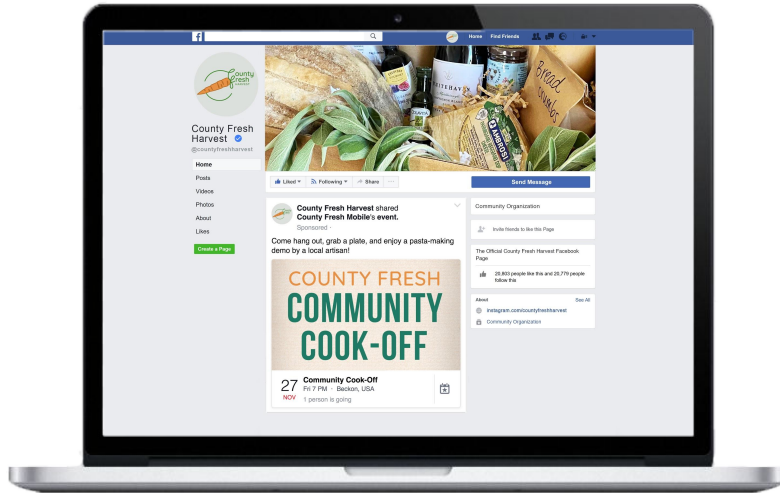 f
Home Find Friends
County
fresh
HARVEST
Bread
crumbs
WHITEHAVEN
AMBROSI
County Fresh
Harvest
@countyfreshharvest
Home
Posts
Videos
Photos
About
Likes
Create a Page
Liked Following Share ...
Send Message
County Fresh Harvest shared
County Fresh Mobile's event.
Sponsored ·
Come hang out, grab a plate, and enjoy a pasta-making
demo by a local artisan!
COUNTY FRESH
COMMUNITY
COOK-OFF
27
NOV
Community Cook-Off
Fri 7 PM · Beckon, USA
1 person is going
Community Organization
Invite friends to like this Page
The Official County Fresh Harvest Facebook
Page
20,803 people like this and 20,779 people
follow this
About See All
instagram.com/countyfreshharvest
Community Organization